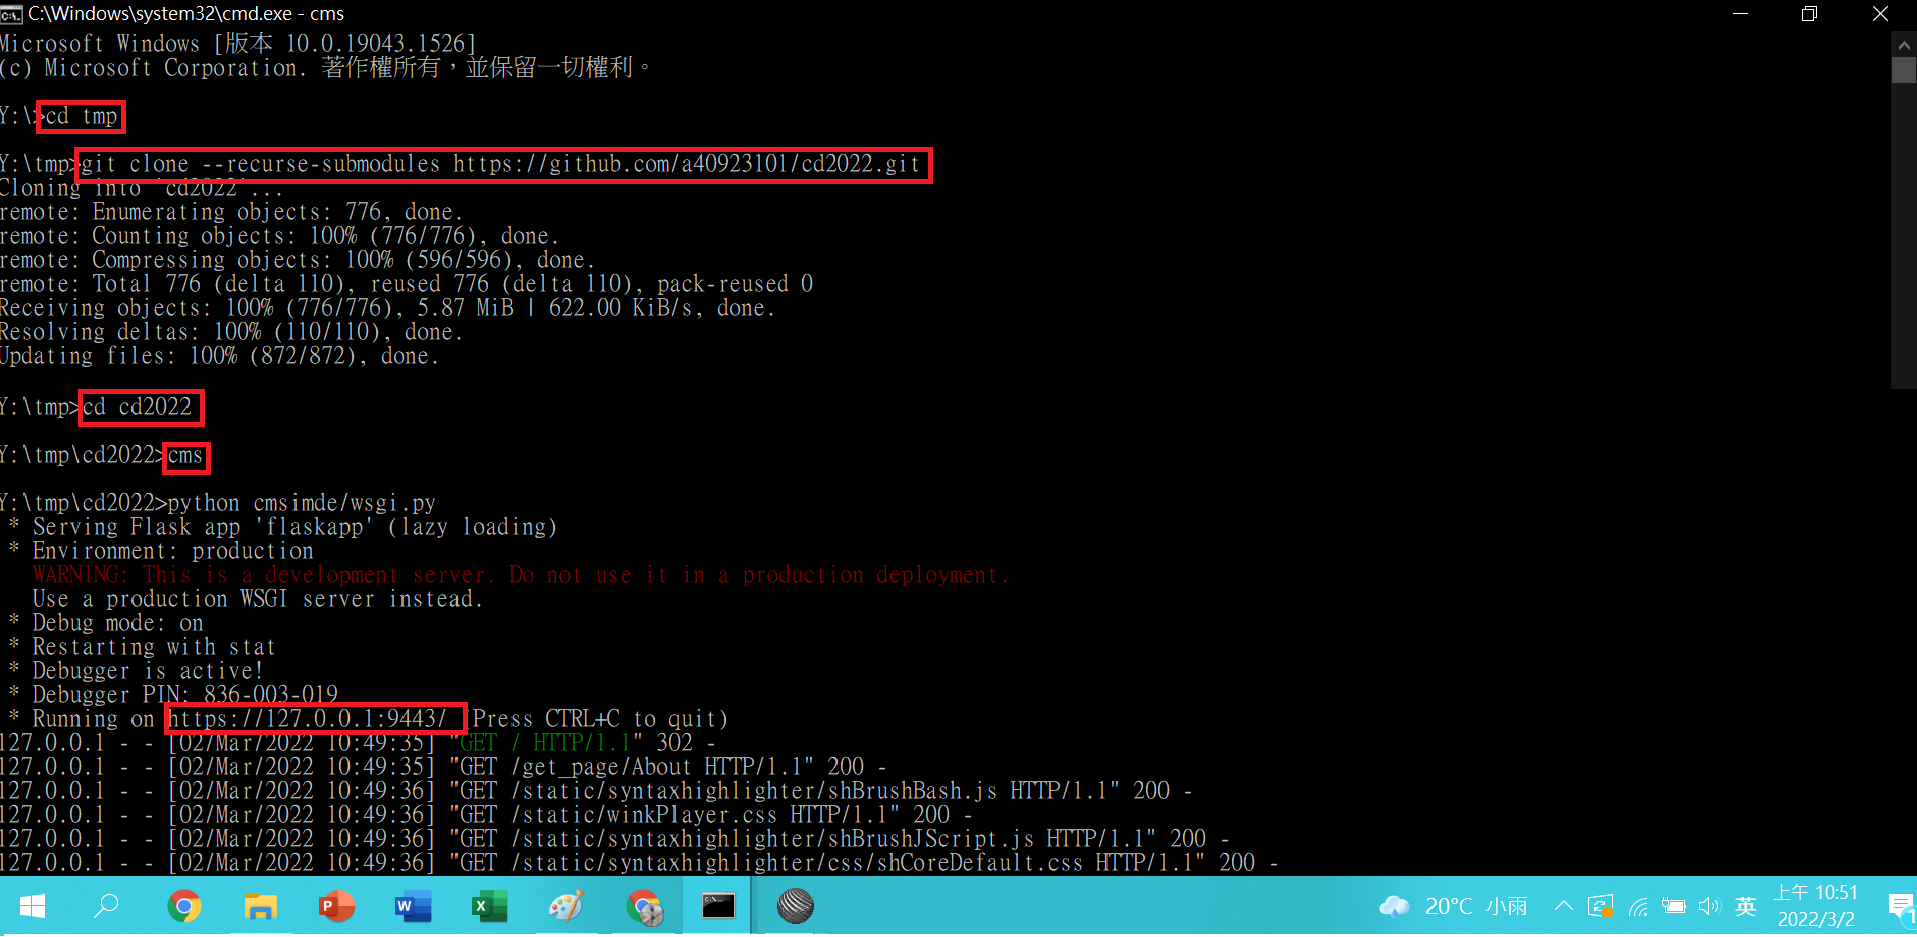 C:\Windows\system32\cmd.exe - cms
Microsoft Windows [版本 10.0.19043.1526]
(c) Microsoft Corporation. 著作權所有，並保留一切權利。
Y:\>cd tmp
Y:\tmp>git clone --recurse-submodules https://github.com/a40923101/cd2022.git
Cloning into 'cd2022'...
remote: Enumerating objects: 776, done.
remote: Counting objects: 100% (776/776), done.
remote: Compressing objects: 100% (596/596), done.
remote: Total 776 (delta 110), reused 776 (delta 110), pack-reused 0
Receiving objects: 100% (776/776), 5.87 MiB | 622.00 KiB/s, done.
Resolving deltas: 100% (110/110), done.
Updating files: 100% (872/872), done.
Y:\tmp>cd cd2022
Y:\tmp\cd2022>cms
Y:\tmp\cd2022>python cmsimde/wsgi.py
* Serving Flask app 'flaskapp' (lazy loading)
* Environment: production
WARNING: This is a development server. Do not use it in a production deployment.
Use a production WSGI server instead.
* Debug mode: on
* Restarting with stat
* Debugger is active!
* Debugger PIN: 836-003-019
* Running on https://127.0.0.1:9443/ (Press CTRL+C to quit)
127.0.0.1 - - [02/Mar/2022 10:49:35] "GET / HTTP/1.1" 302 -
127.0.0.1 - - [02/Mar/2022 10:49:35] "GET /get_page/About HTTP/1.1" 200 -
127.0.0.1 - - [02/Mar/2022 10:49:36] "GET /static/syntaxhighlighter/shBrushBash.js HTTP/1.1" 200 -
127.0.0.1 - - [02/Mar/2022 10:49:36] "GET /static/winkPlayer.css HTTP/1.1" 200 -
127.0.0.1 - - [02/Mar/2022 10:49:36] "GET /static/syntaxhighlighter/shBrushJScript.js HTTP/1.1" 200 -
127.0.0.1 - - [02/Mar/2022 10:49:36] "GET /static/syntaxhighlighter/css/shCoreDefault.css HTTP/1.1" 200 -
20°C 小雨 英 上午 10:51
2022/3/2